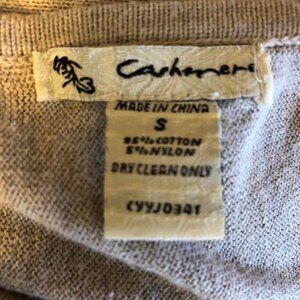 Cashmere
MADE IN CHINA
S
95% COTTON
5% NYLON
DRY CLEAN ONLY
CYYJ0341